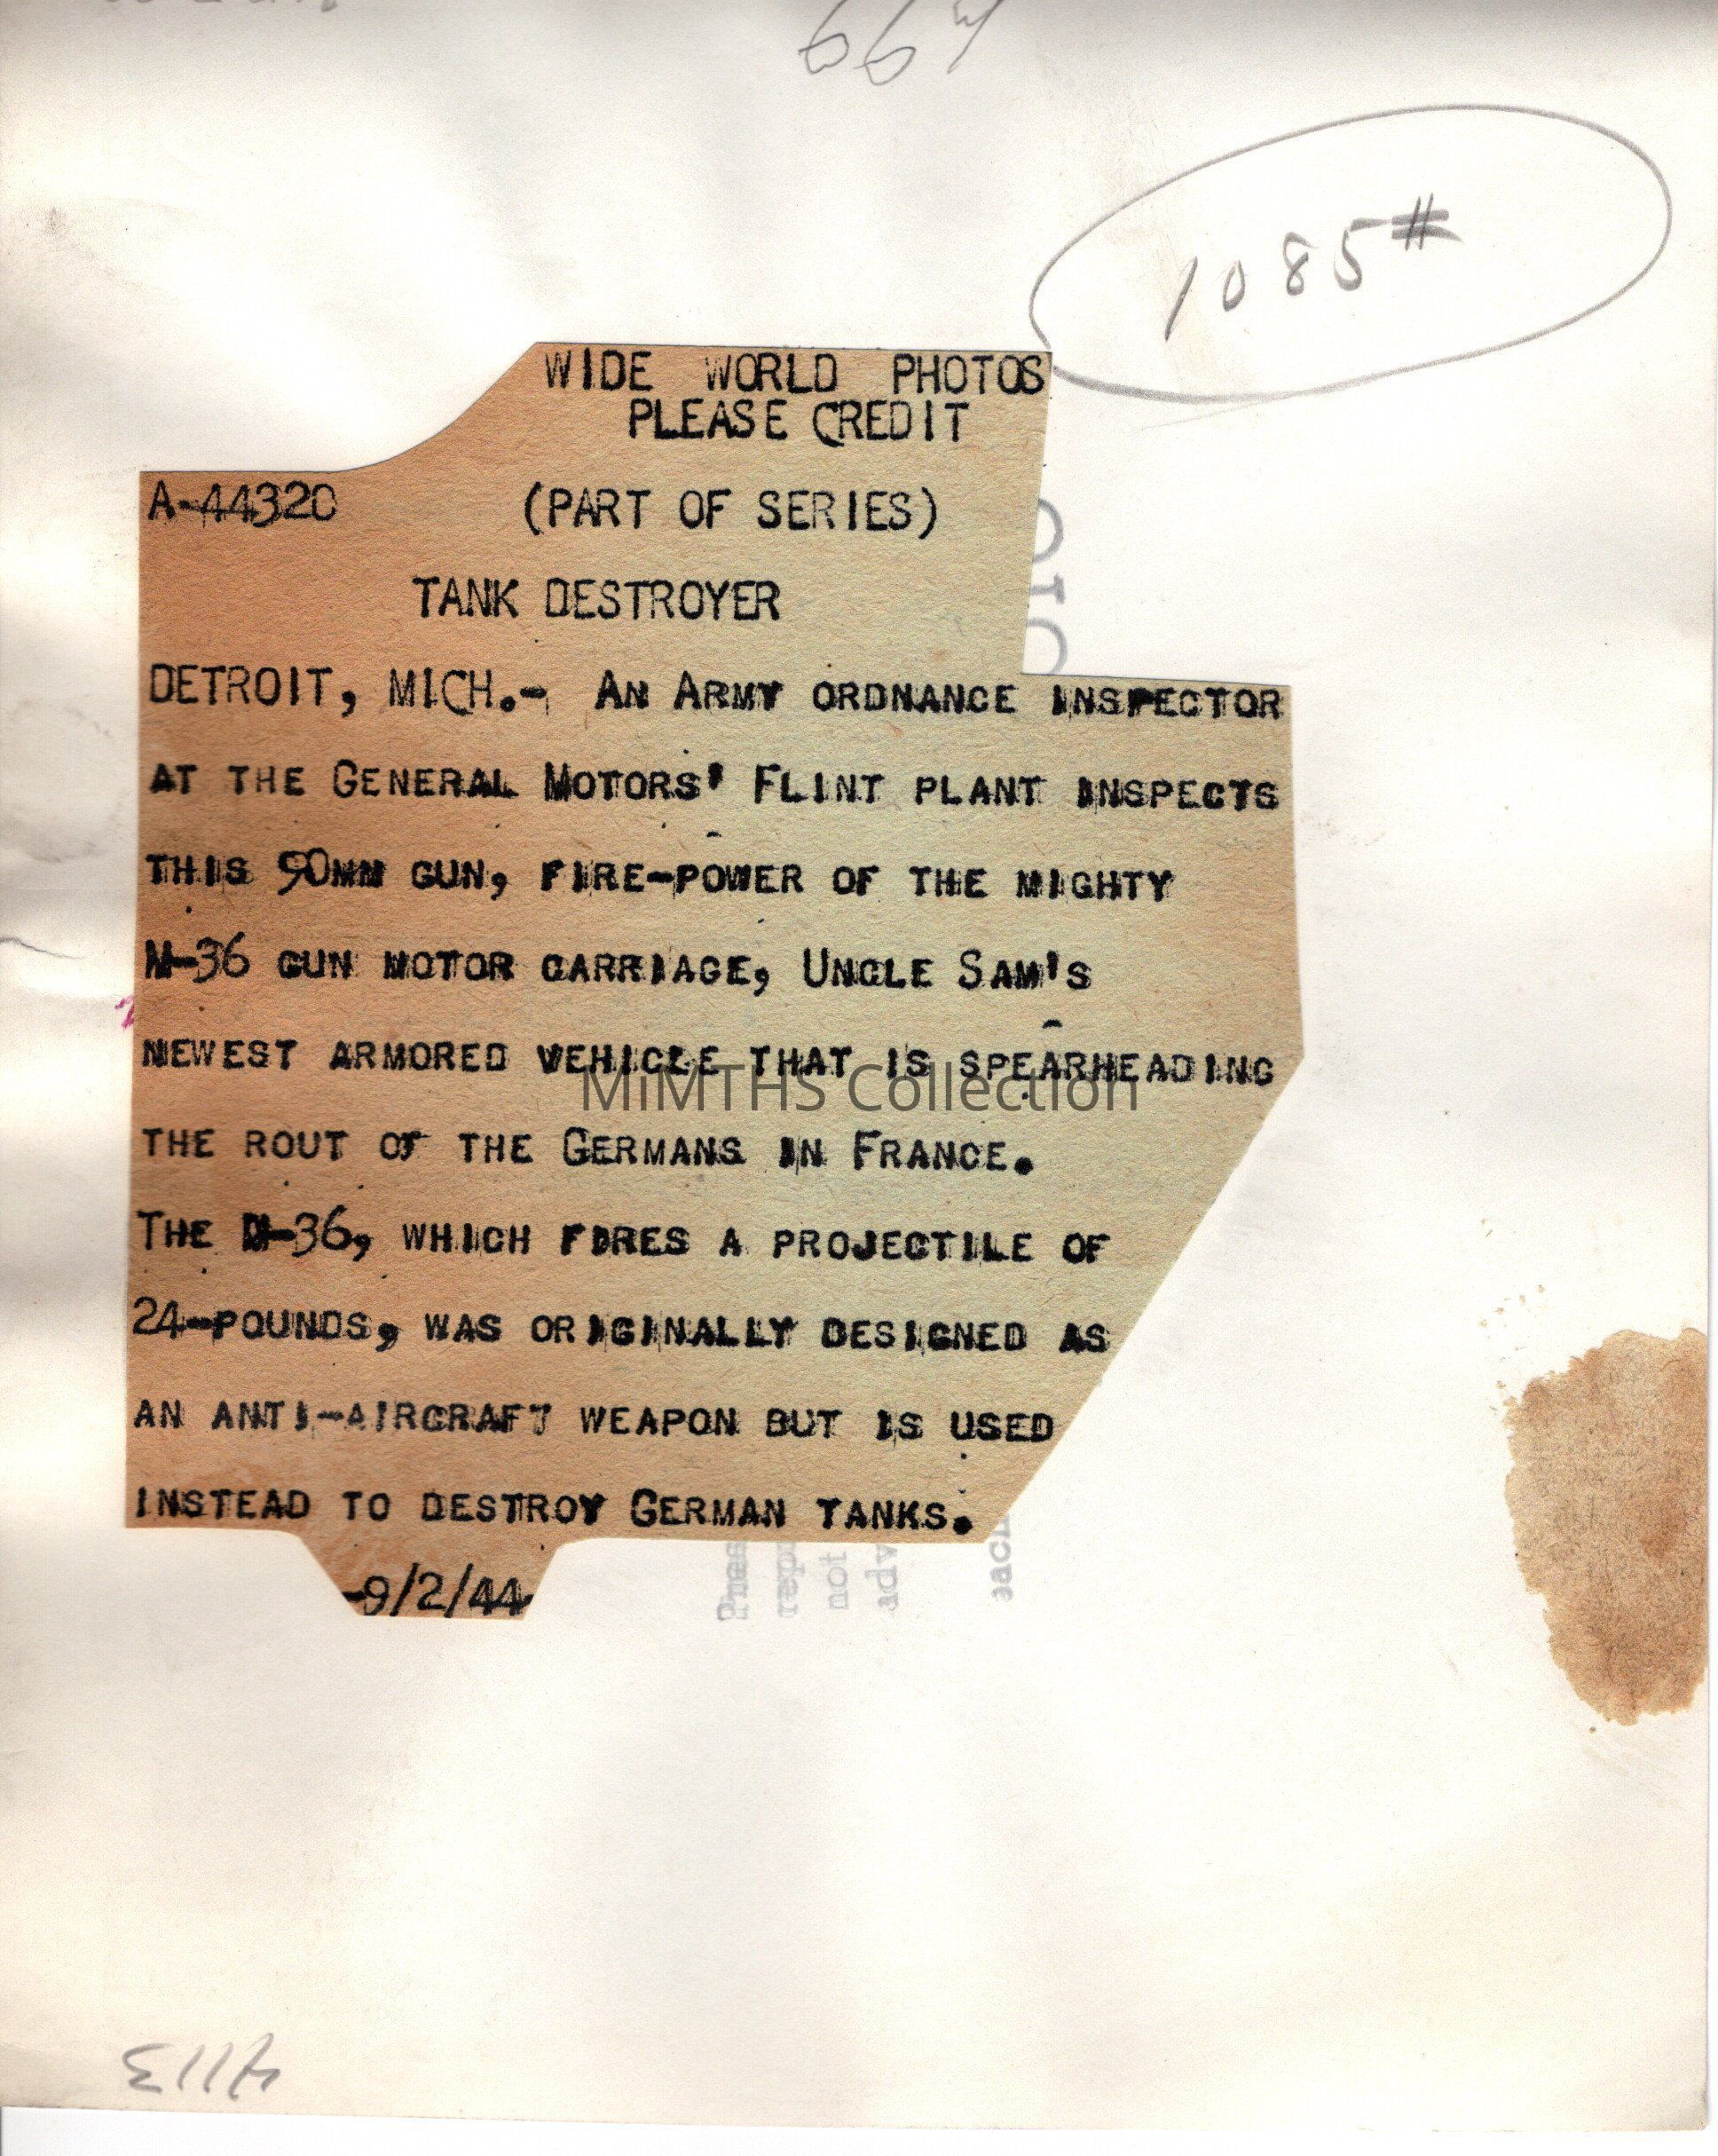 1085#
WIDE WORLD PHOTOS
PLEASE CREDIT
A-44320 (PART OF SERIES)
TANK DESTROYER
DETROIT, MICH.- AN ARMY ORDNANCE INSPECTOR
AT THE GENERAL MOTORS' FLINT PLANT INSPECTS
THIS 90MM GUN, FIRE-POWER OF THE MIGHTY
M-36 GUN MOTOR CARRIAGE, UNCLE SAM'S
NEWEST ARMORED VEHICLE THAT IS SPEARHEADING
MiMTHS Collection
THE ROUT OF THE GERMANS IN FRANCE.
THE M-36, WHICH FIRES A PROJECTILE OF
24-POUNDS, WAS ORIGINALLY DESIGNED AS
AN ANTI-AIRCRAFT WEAPON BUT IS USED
INSTEAD TO DESTROY GERMAN TANKS.
-9/2/44
not
adv